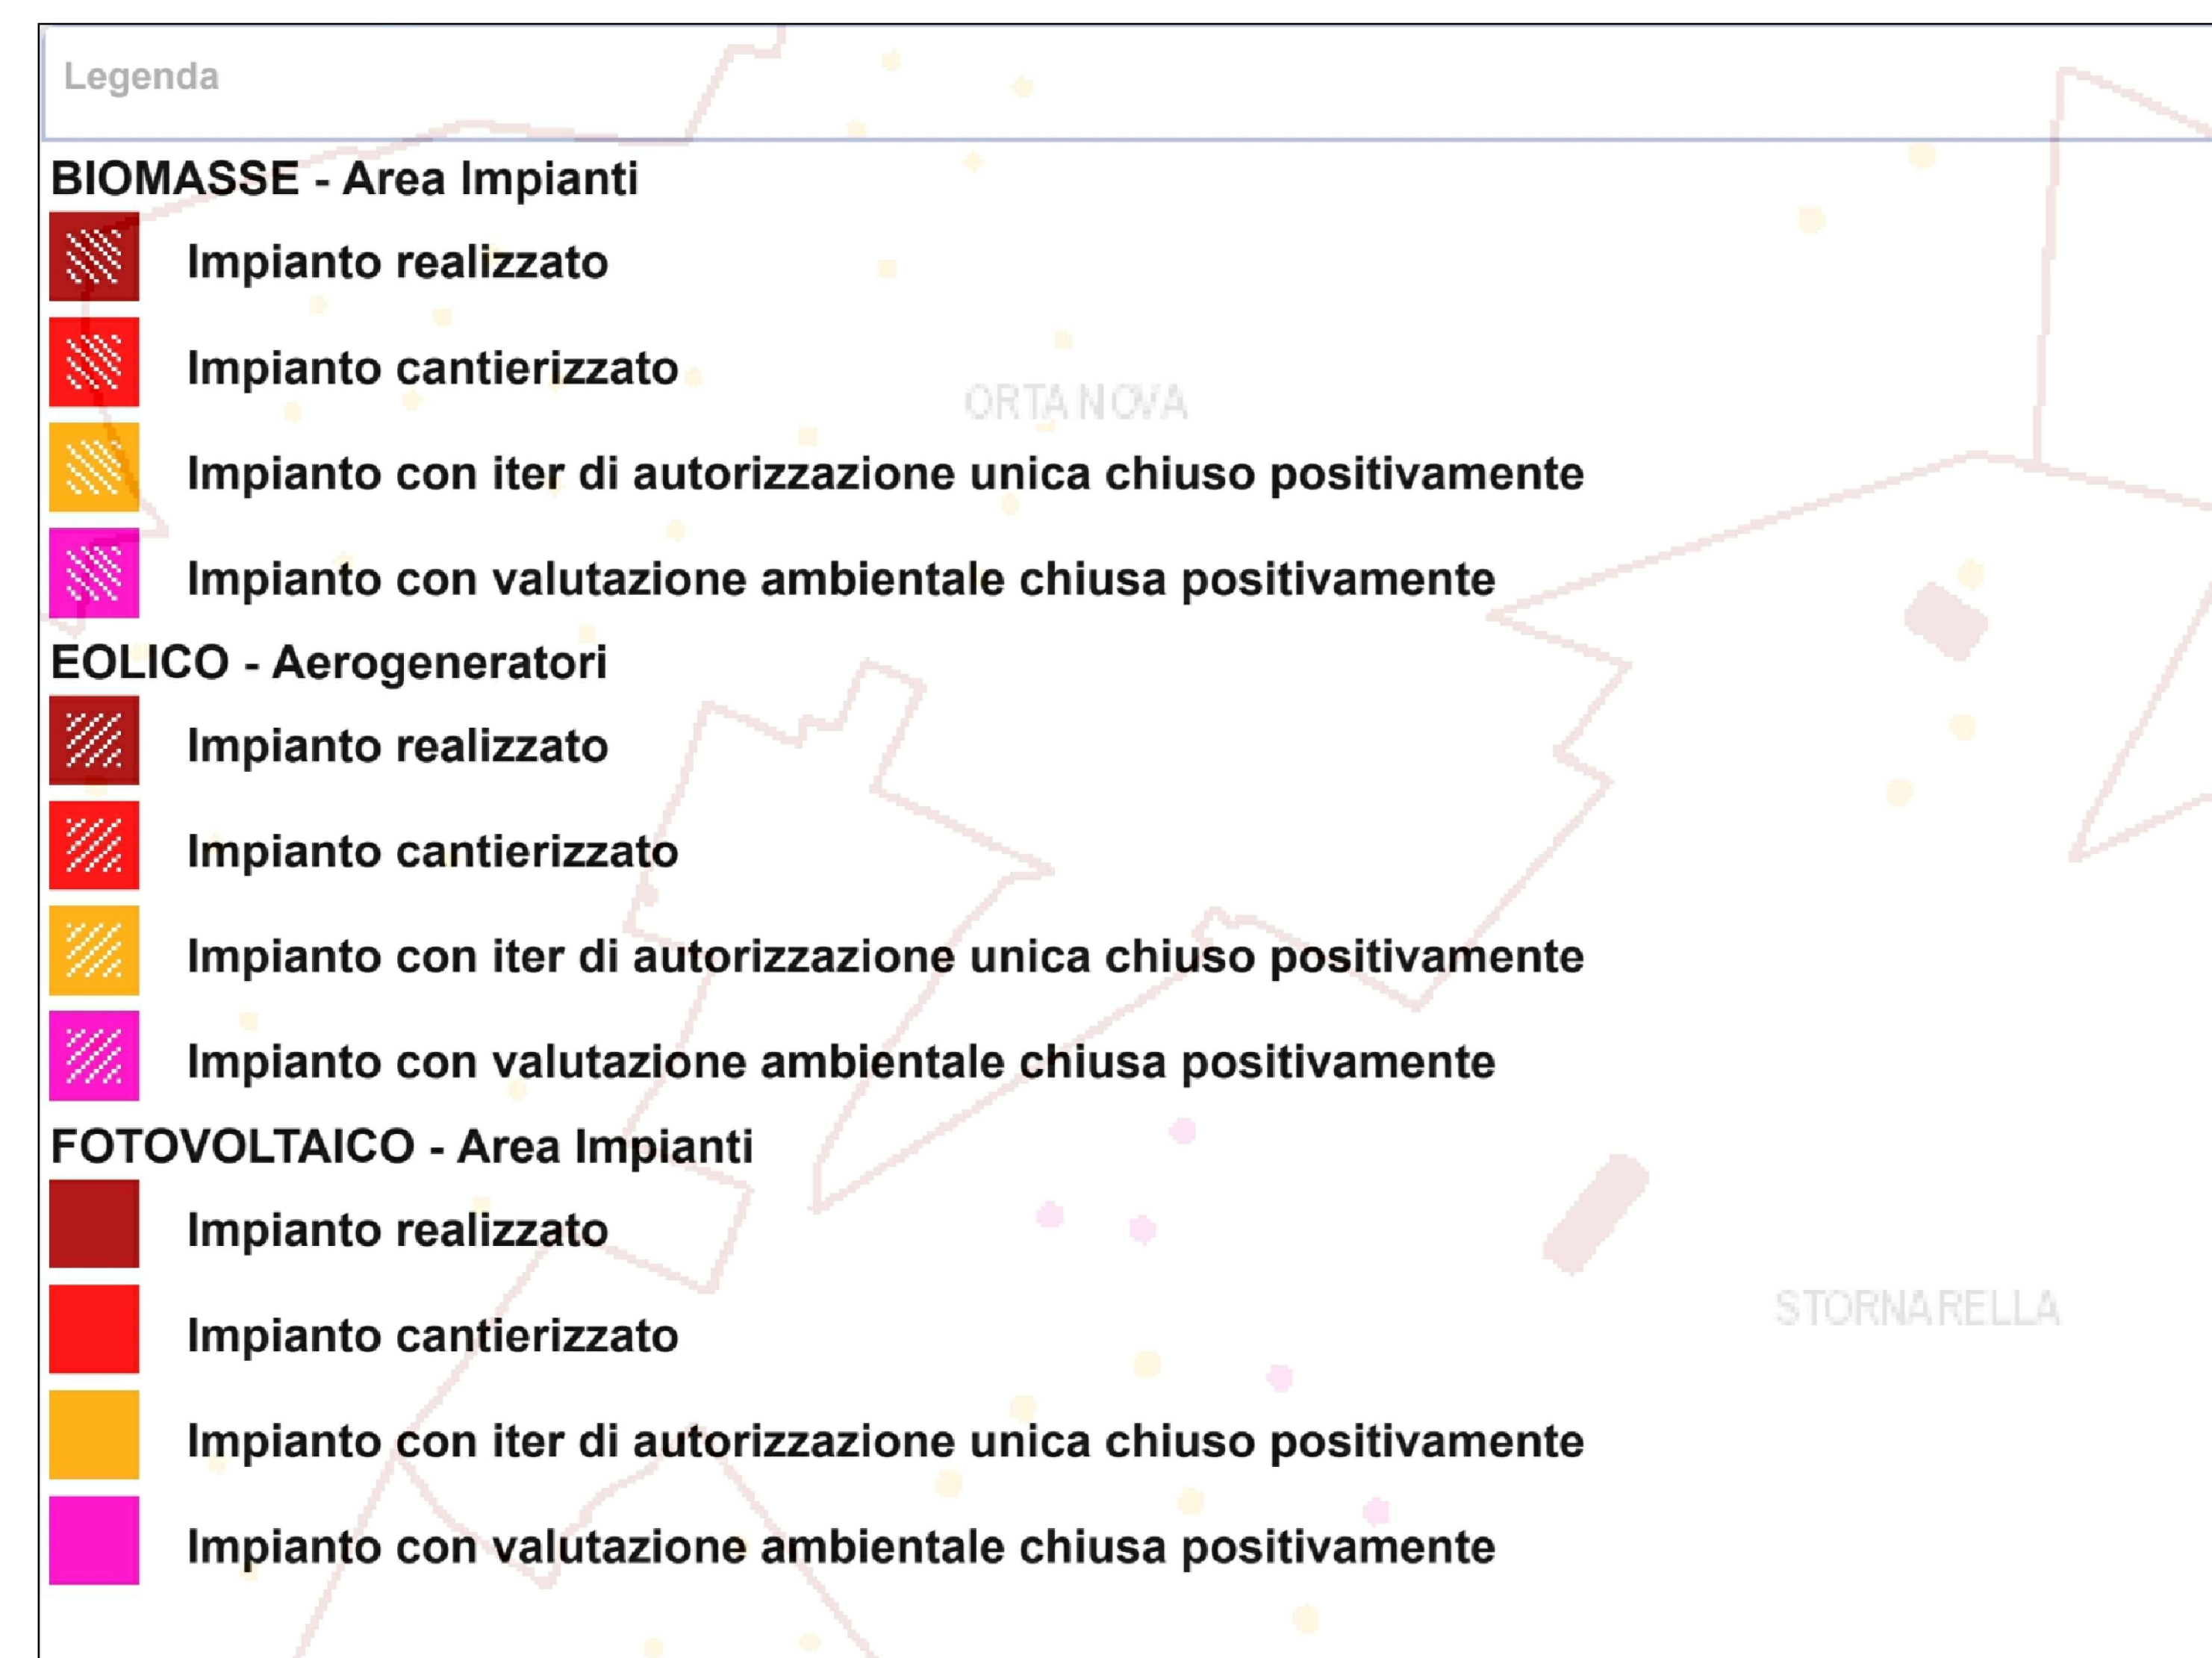 Legenda
BIOMASSE - Area Impianti
Impianto realizzato
Impianto cantierizzato
ORTA NOVA
Impianto con iter di autorizzazione unica chiuso positivamente
Impianto con valutazione ambientale chiusa positivamente
EOLICO - Aerogeneratori
Impianto realizzato
Impianto cantierizzato
Impianto con iter di autorizzazione unica chiuso positivamente
Impianto con valutazione ambientale chiusa positivamente
FOTOVOLTAICO - Area Impianti
Impianto realizzato
STORNARELLA
Impianto cantierizzato
Impianto con iter di autorizzazione unica chiuso positivamente
Impianto con valutazione ambientale chiusa positivamente